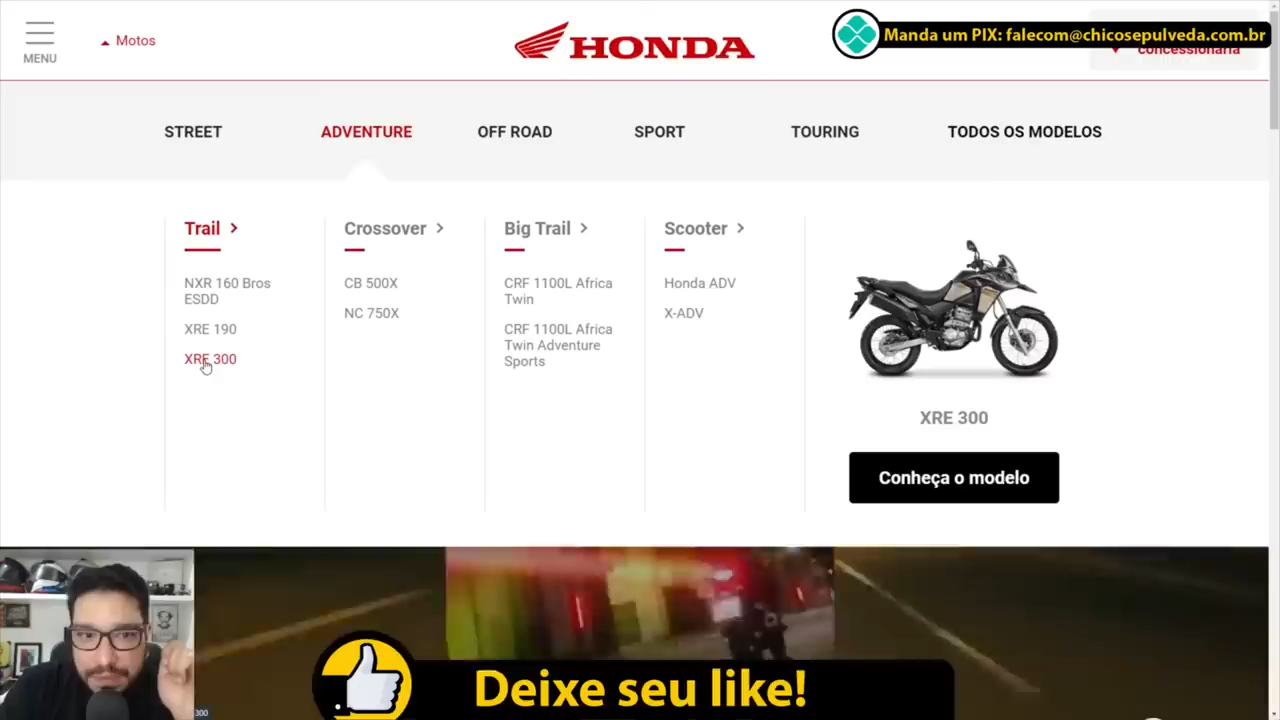 MENU
Motos
HONDA
Manda um PIX: falecom@chicosepulveda.com.br
concessionária
STREET
ADVENTURE
OFF ROAD
SPORT
TOURING
TODOS OS MODELOS
Trail
NXR 160 Bros
ESDD
XRE 190
XRE 300
Crossover
CB 500X
NC 750X
Big Trail
CRF 1100L Africa
Twin
CRF 1100L Africa
Twin Adventure
Sports
Scooter
Honda ADV
X-ADV
XRE 300
Conheça o modelo
300
Deixe seu like!